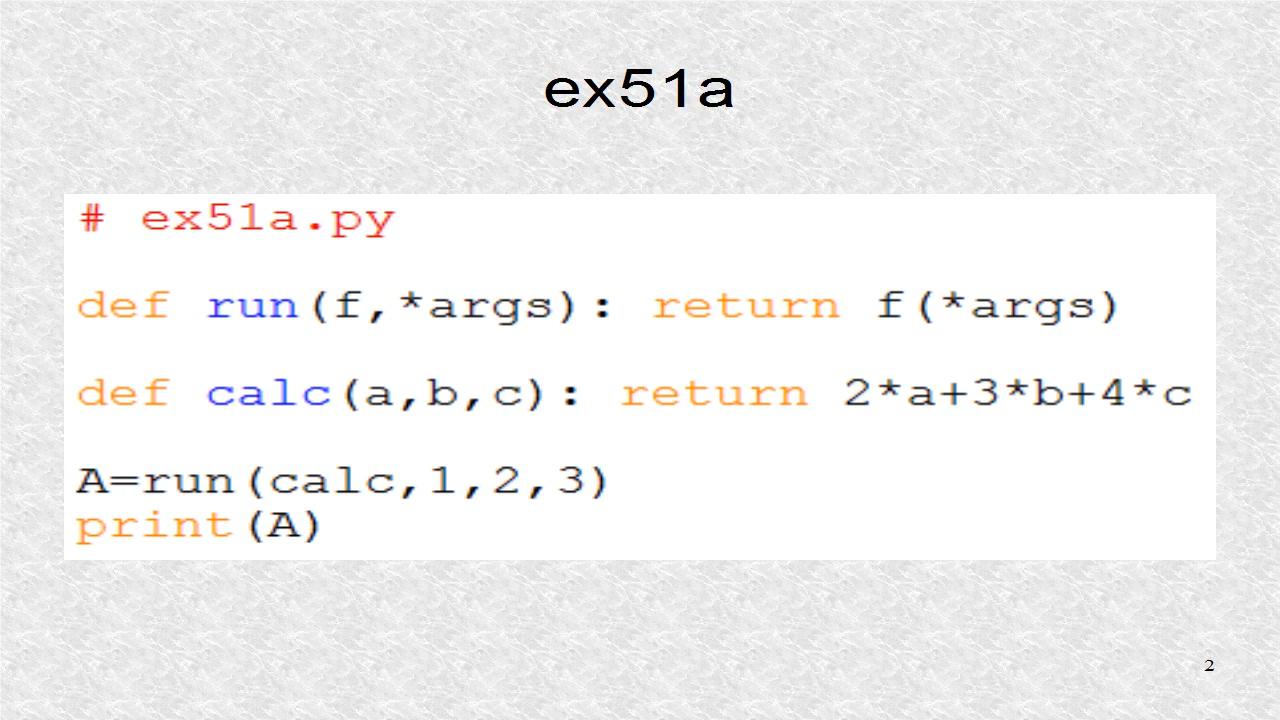 ex51a
# ex51a.py
def run(f,*args): return f(*args)
def calc(a,b,c): return 2*a+3*b+4*c
A=run(calc,1,2,3)
print(A)
2